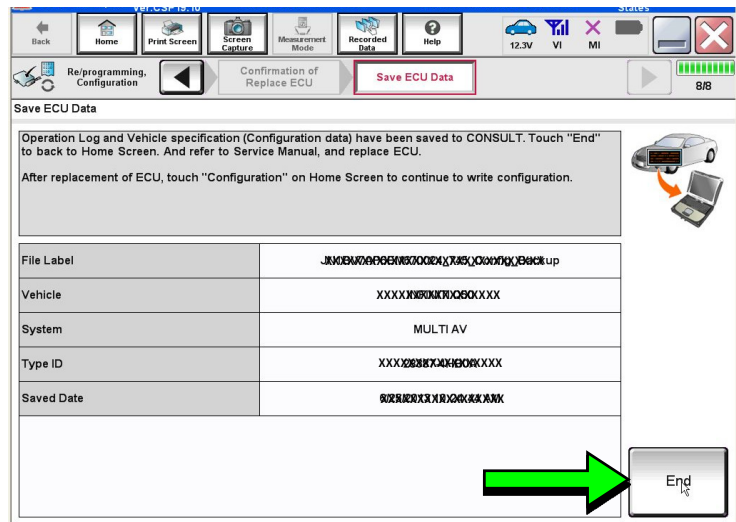 Ver.CSP15.10
States
Back
Home
Print Screen
Screen Capture
Measurement Mode
Recorded Data
Help
12.3V
VI
MI
Re/programming, Configuration
Confirmation of Replace ECU
Save ECU Data
8/8
Save ECU Data
Operation Log and Vehicle specification (Configuration data) have been saved to CONSULT. Touch "End"
to back to Home Screen. And refer to Service Manual, and replace ECU.
After replacement of ECU, touch "Configuration" on Home Screen to continue to write configuration.
File Label
Vehicle
System MULTI AV
Type ID
Saved Date
End